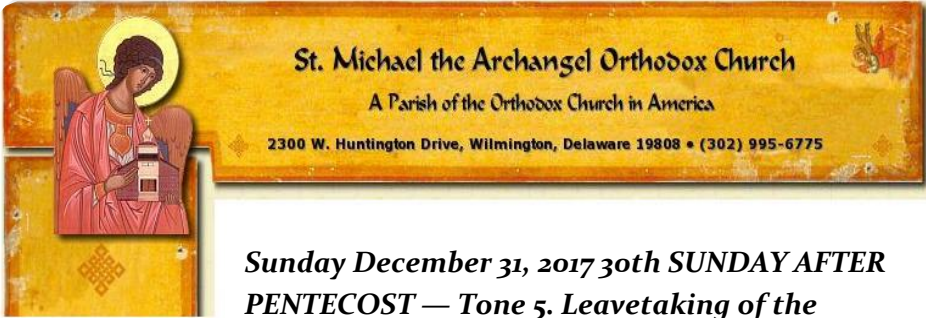 St. Michael the Archangel Orthodox Church
A Parish of the Orthodox Church in America
2300 W. Huntington Drive, Wilmington, Delaware 19808 • (302) 995-6775
Sunday December 31, 2017 30th SUNDAY AFTER
PENTECOST — Tone 5. Leavetaking of the